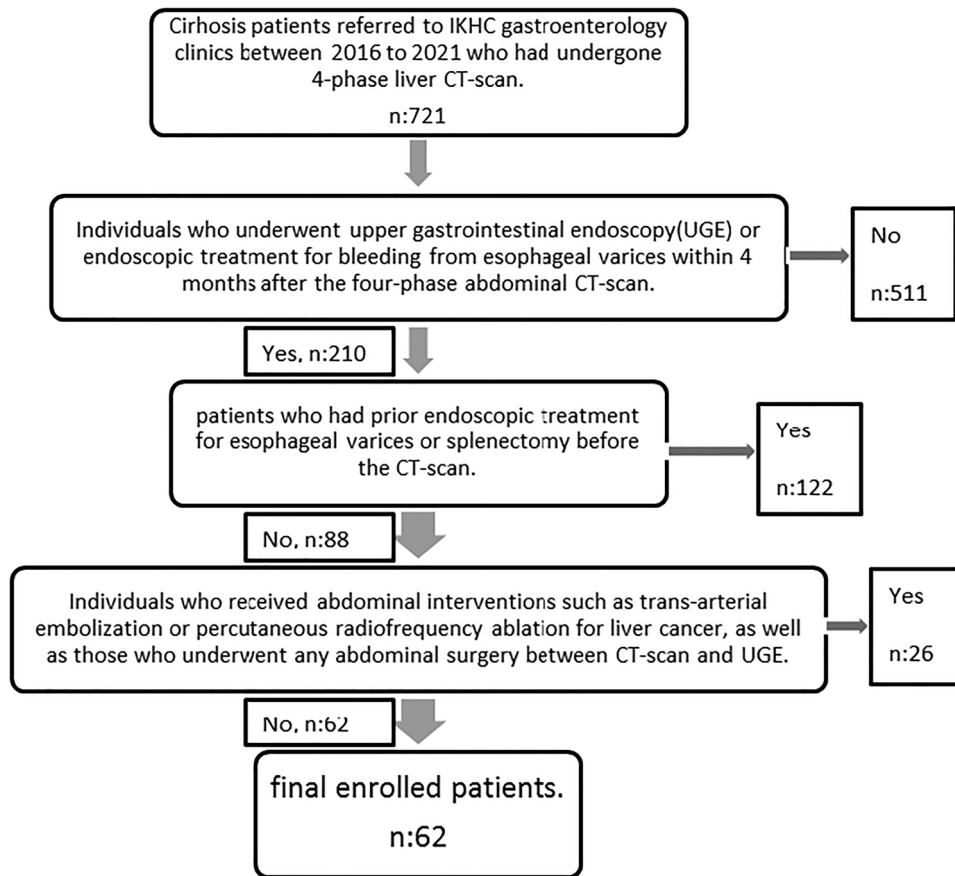 Cirhosis patients referred to IKHC gastroenterology
clinics between 2016 to 2021 who had undergone
4-phase liver CT-scan.
n:721
Individuals who underwent upper gastrointestinal endoscopy(UGE) or
endoscopic treatment for bleeding from esophageal varices within 4
months after the four-phase abdominal CT-scan.
No
n:511
Yes, n:210
patients who had prior endoscopic treatment
for esophageal varices or splenectomy before
the CT-scan.
Yes
n:122
No, n:88
Individuals who received abdominal interventions such as trans-arterial
embolization or percutaneous radiofrequency ablation for liver cancer, as well
as those who underwent any abdominal surgery between CT-scan and UGE.
Yes
n:26
No, n:62
final enrolled patients.
n:62